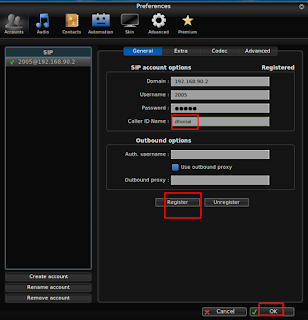 Preferences
Accounts Audio Contacts Automation Skin Advanced Premium
SIP
2005@192.168.90.2
General Extra Codec Advanced
SIP account options Registered
Domain : 192.168.90.2
Username : 2005
Password : ●●●●●
Caller ID Name : dhonal
Outbound options
Auth. username :
Use outbound proxy
Outbound proxy :
Register Unregister
Create account
Rename account
Remove account
Cancel OK